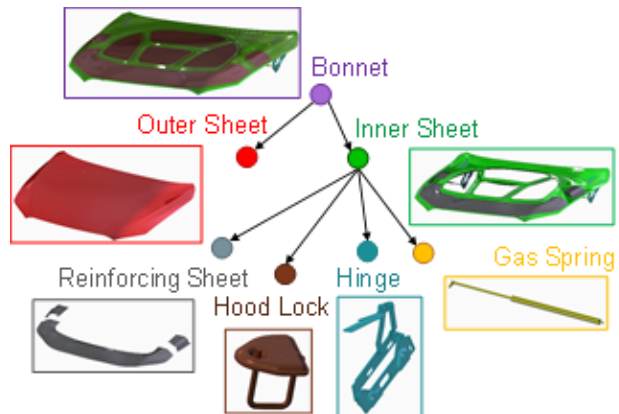 Bonnet
Outer Sheet
Inner Sheet
Reinforcing Sheet
Hood Lock
Hinge
Gas Spring